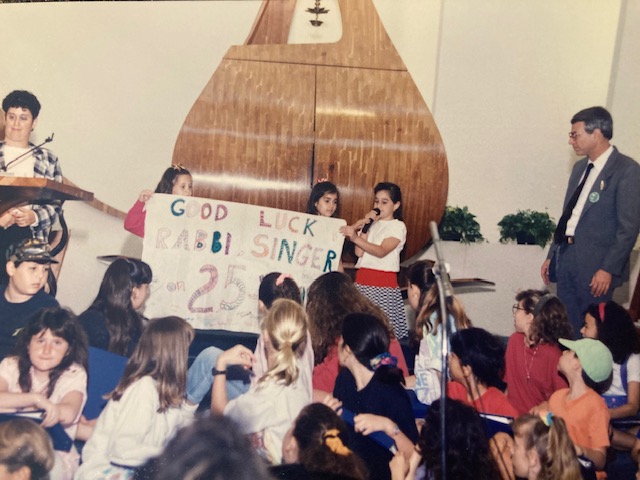 GOOD LUCK
RABBI SINGER
on 25